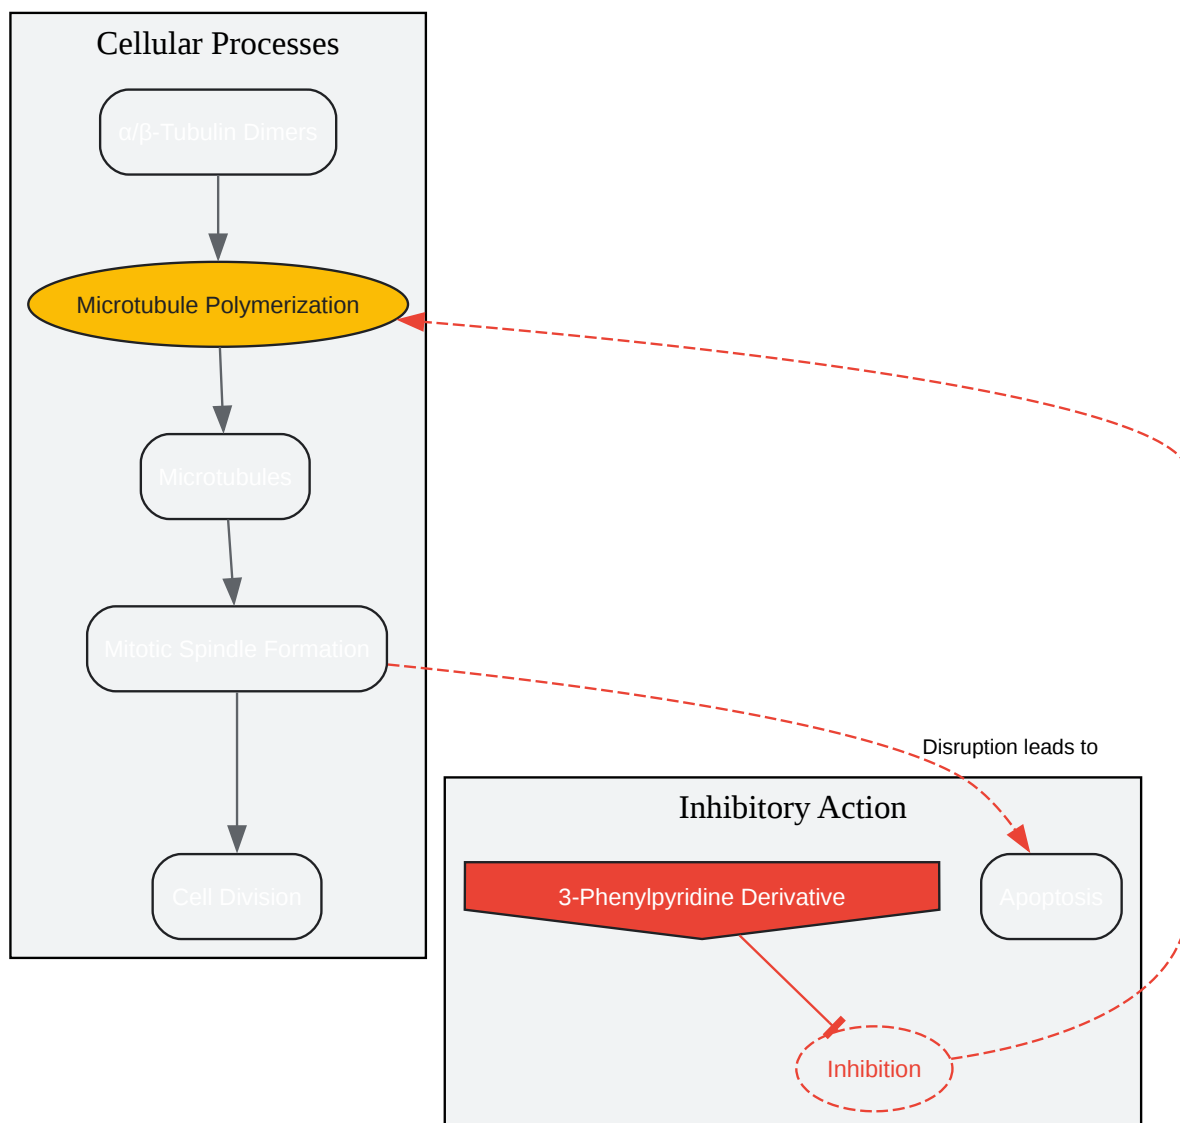 Cellular Processes
α/β-Tubulin Dimers
Microtubule Polymerization
Microtubules
Mitotic Spindle Formation
Disruption leads to
Inhibitory Action
Cell Division
3-Phenylpyridine Derivative
Apoptosis
Inhibition